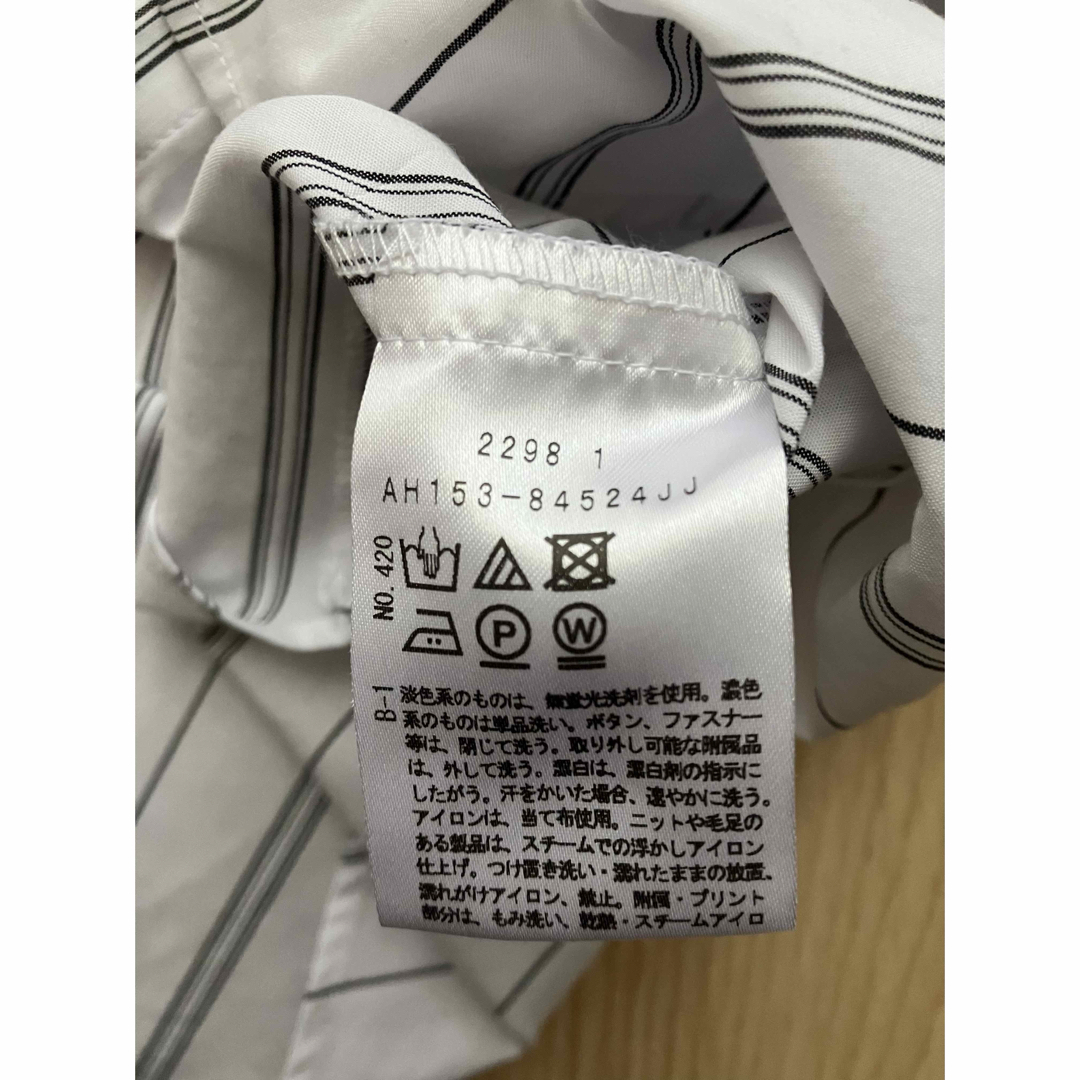 2298 1
AH153-84524JJ
NO. 420
P
W
B-1
淡色系のものは、無蛍光洗剤を使用。濃色
系のものは単品洗い。ボタン、ファスナー
等は、閉じて洗う。取り外し可能な附属品
は、外して洗う。漂白は、漂白剤の指示に
したがう。汗をかいた場合、速やかに洗う。
アイロンは、当て布使用。ニットや毛足の
ある製品は、スチームでの浮かしアイロン
仕上げ。つけ置き洗い・濡れたままの放置、
濡れがけアイロン、禁止。附属・プリント
部分は、もみ洗い、乾熱・スチームアイロ